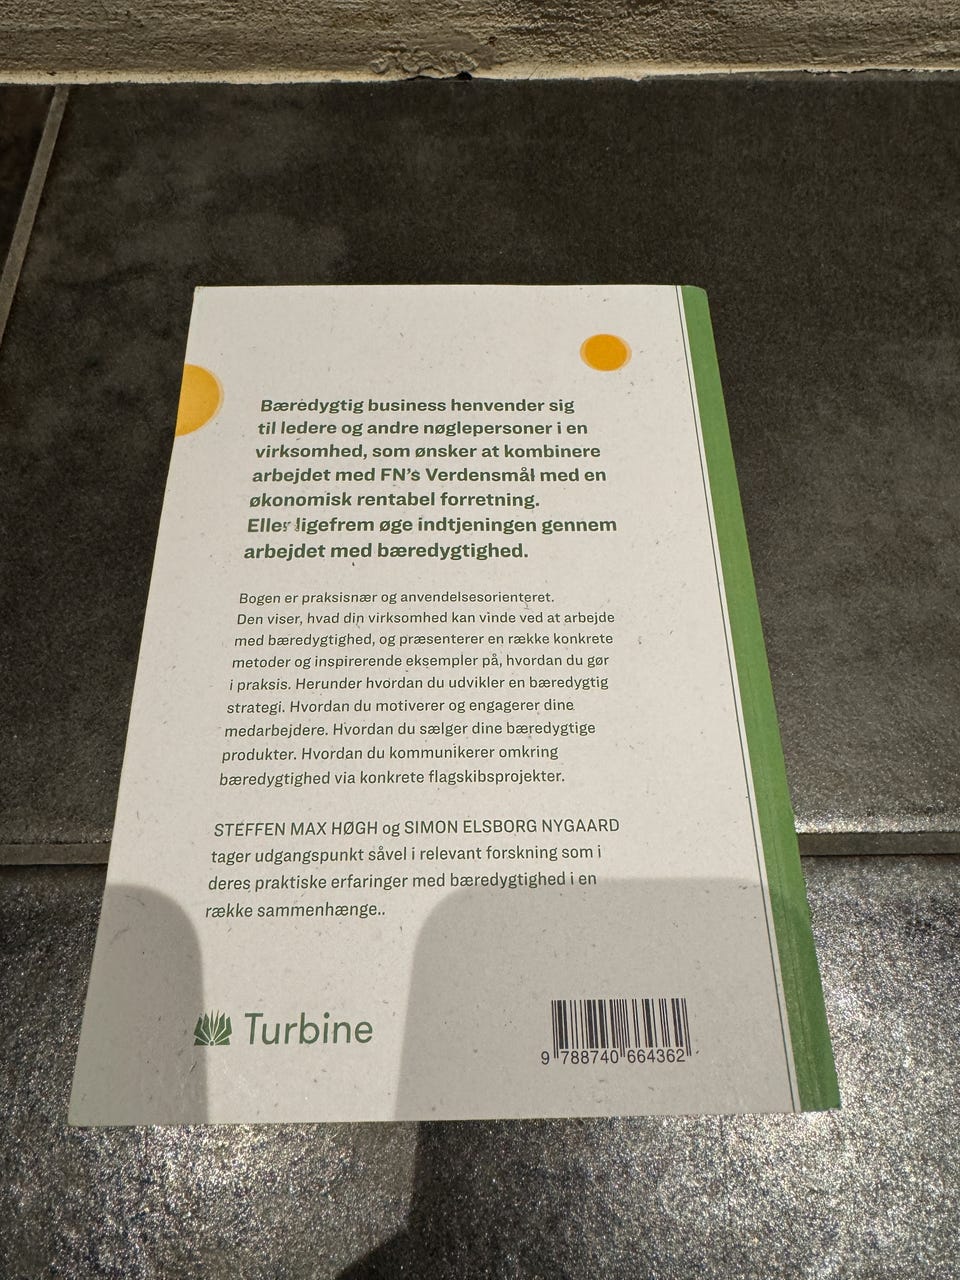 Bæredygtig business henvender sig
til ledere og andre nøglepersoner i en
virksomhed, som ønsker at kombinere
arbejdet med FN's Verdensmål med en
økonomisk rentabel forretning.
Eller ligefrem øge indtjeningen gennem
arbejdet med bæredygtighed.
Bogen er praksisnær og anvendelsesorienteret.
Den viser, hvad din virksomhed kan vinde ved at arbejde
med bæredygtighed, og præsenterer en række konkrete
metoder og inspirerende eksempler på, hvordan du gør
i praksis. Herunder hvordan du udvikler en bæredygtig
strategi. Hvordan du motiverer og engagerer dine
medarbejdere. Hvordan du sælger dine bæredygtige
produkter. Hvordan du kommunikerer omkring
bæredygtighed via konkrete flagskibsprojekter.
STEFFEN MAX HØGH og SIMON ELSBORG NYGAARD
tager udgangspunkt såvel i relevant forskning som i
deres praktiske erfaringer med bæredygtighed i en
række sammenhænge..
Turbine
9 788740 664362